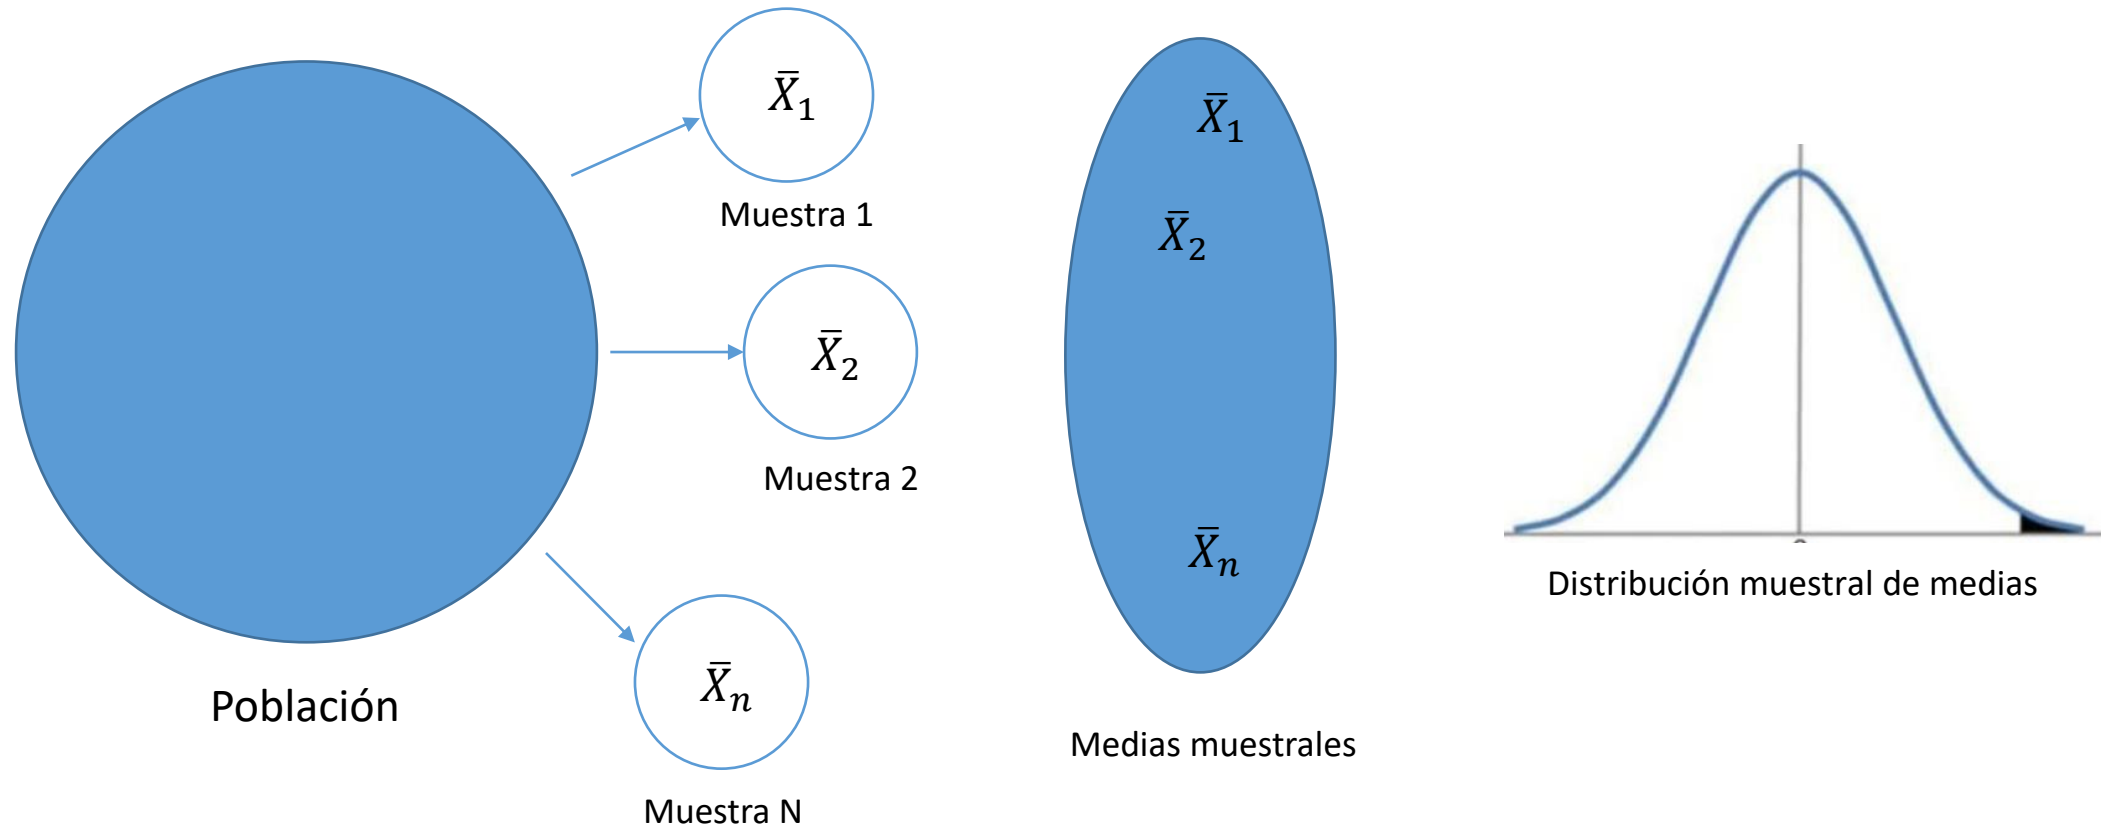 X̄₁
Muestra 1
X̄₂
Muestra 2
X̄ₙ
Muestra N
Población
X̄₁
X̄₂
X̄ₙ
Medias muestrales
Distribución muestral de medias